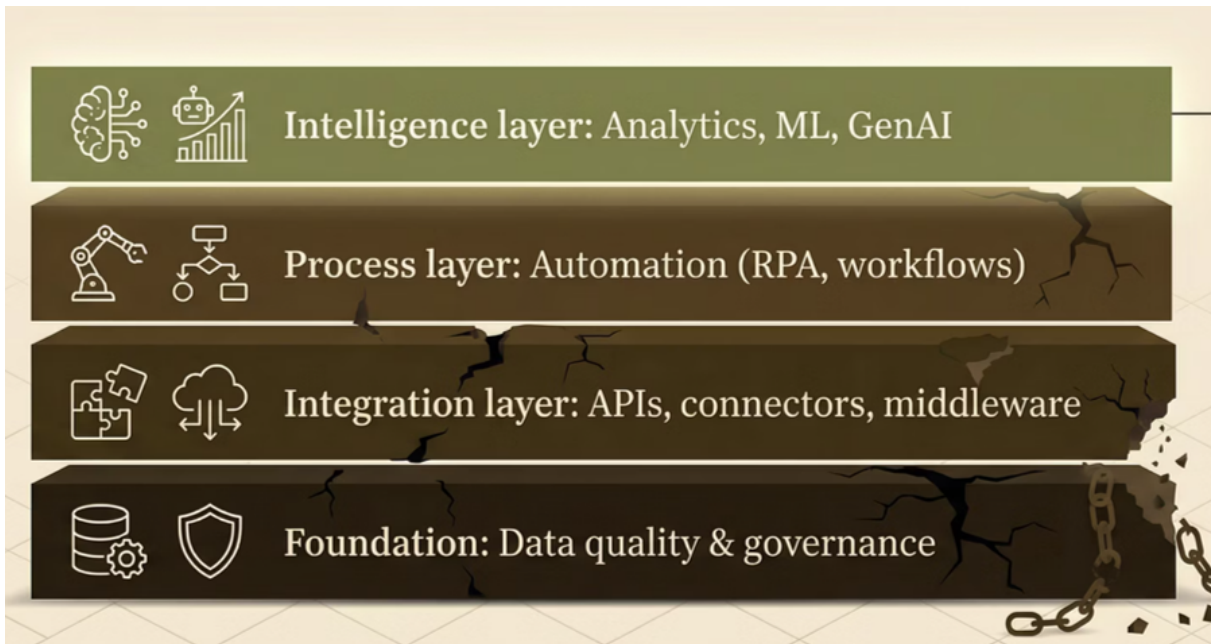 Intelligence layer: Analytics, ML, GenAI
Process layer: Automation (RPA, workflows)
Integration layer: APIs, connectors, middleware
Foundation: Data quality & governance